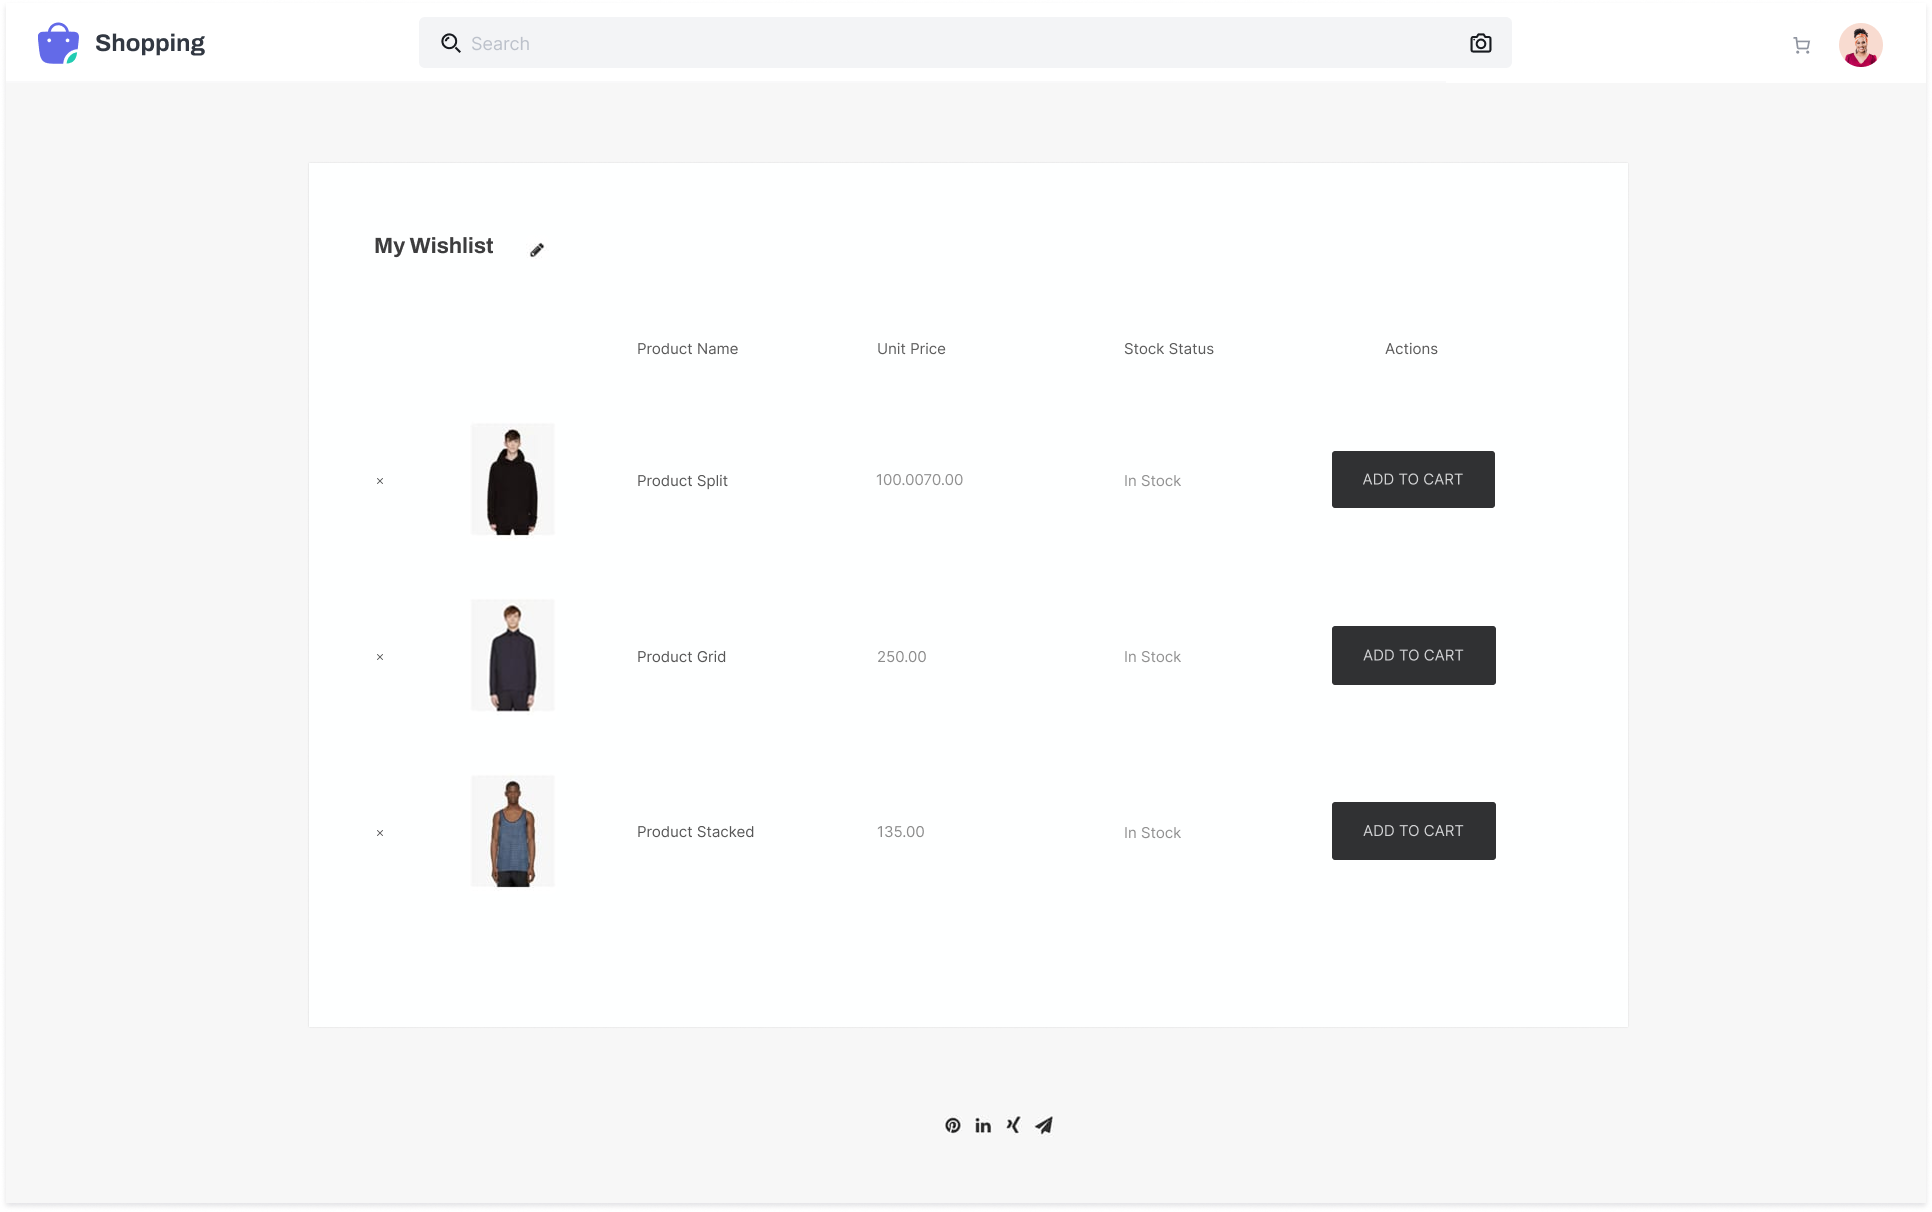 Shopping
Search
My Wishlist
Product Name Unit Price Stock Status Actions
× Product Split 100.0070.00 In Stock ADD TO CART
× Product Grid 250.00 In Stock ADD TO CART
× Product Stacked 135.00 In Stock ADD TO CART